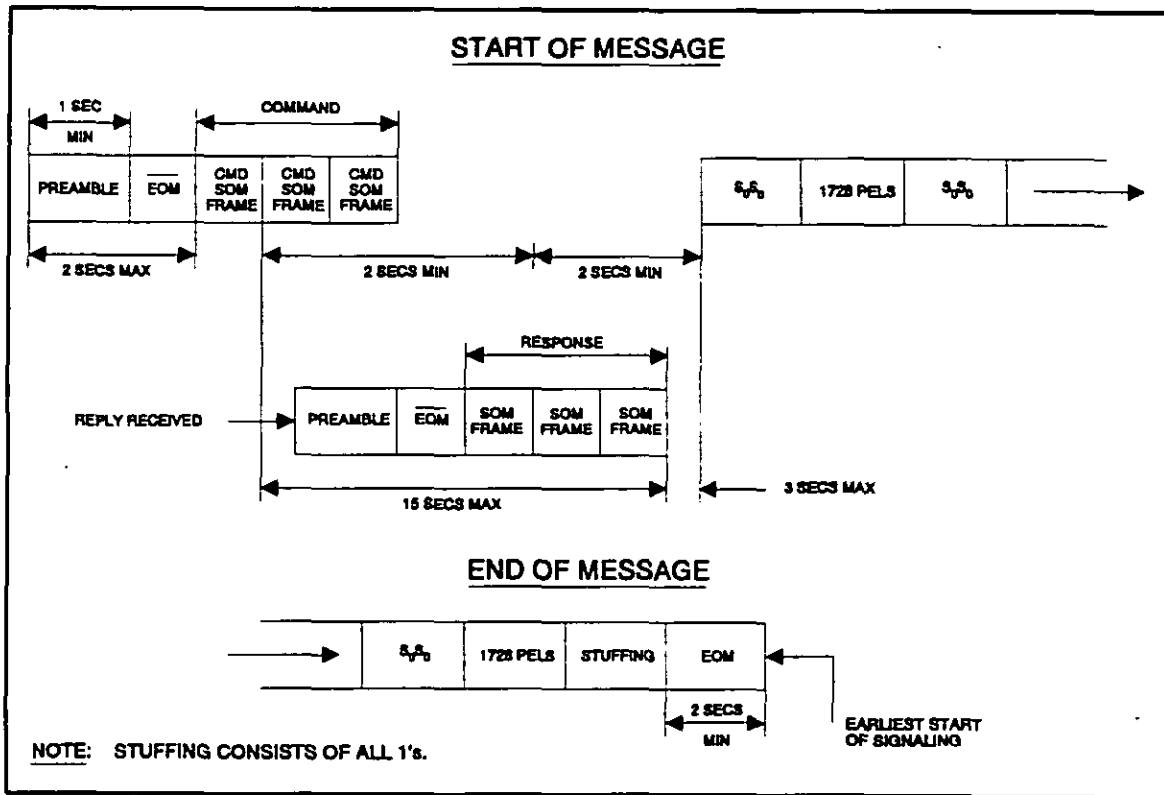 START OF MESSAGE
1 SEC
MIN
COMMAND
PREAMBLE
EOM
CMD
SOM
FRAME
CMD
SOM
FRAME
CMD
SOM
FRAME
1728 PELS
2 SECS MAX
2 SECS MIN
2 SECS MIN
RESPONSE
REPLY RECEIVED
PREAMBLE
EOM
SOM
FRAME
SOM
FRAME
SOM
FRAME
15 SECS MAX
3 SECS MAX
END OF MESSAGE
1728 PELS
STUFFING
EOM
2 SECS
MIN
EARLIEST START
OF SIGNALING
NOTE: STUFFING CONSISTS OF ALL 1's.